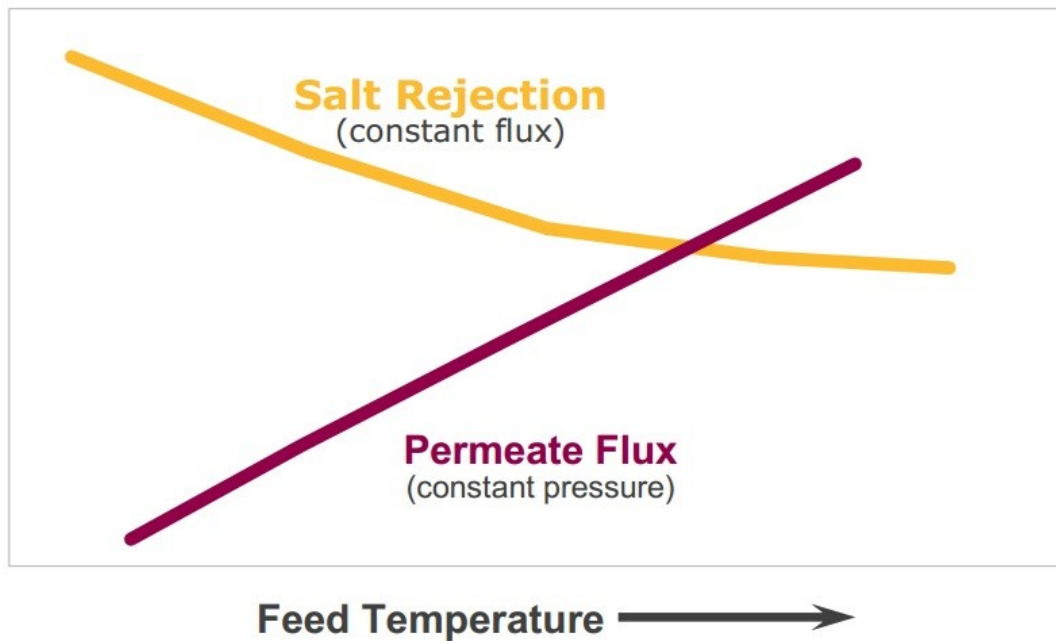 Salt Rejection
(constant flux)
Permeate Flux
(constant pressure)
Feed Temperature